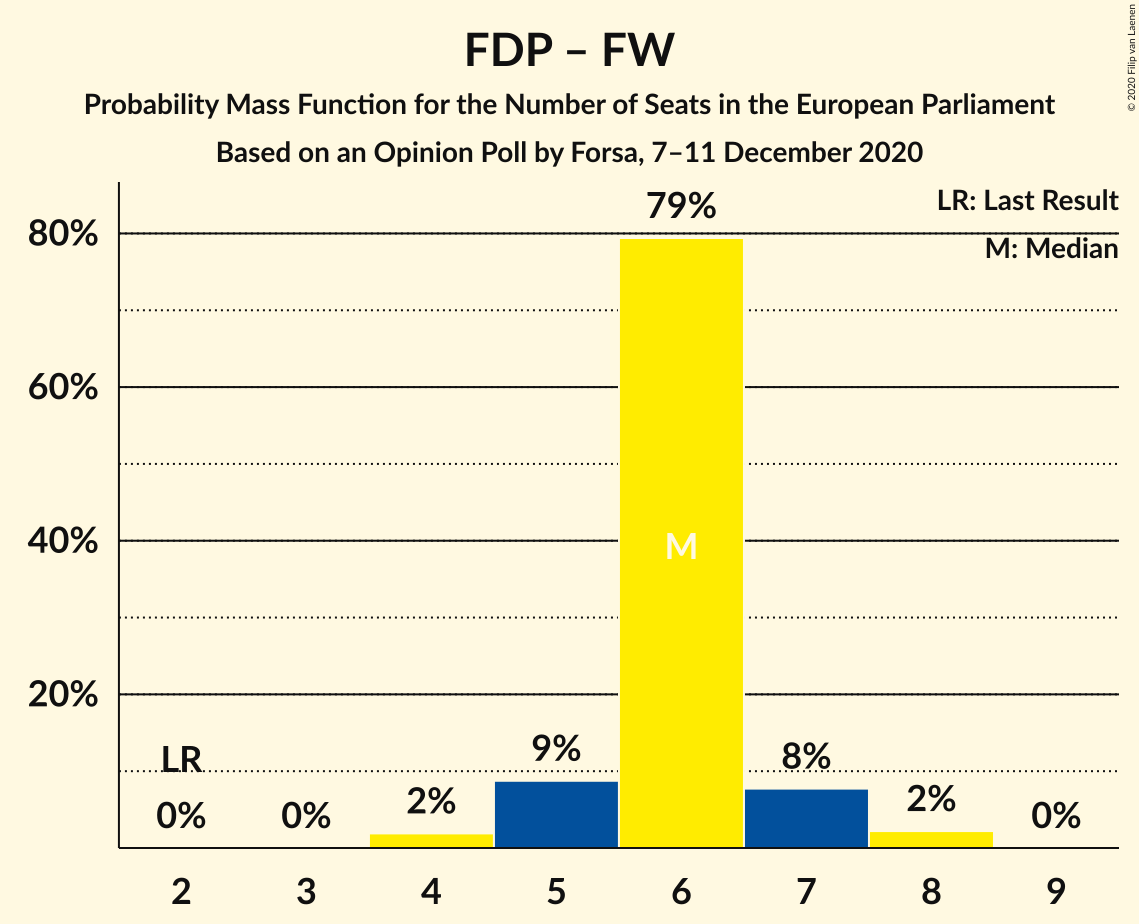 FDP – FW
Probability Mass Function for the Number of Seats in the European Parliament
Based on an Opinion Poll by Forsa, 7–11 December 2020
© 2020 Filip van Laenen
LR: Last Result
M: Median
79%
80%
60%
40%
20%
M
LR
0%
0%
2%
9%
8%
2%
0%
2
3
4
5
6
7
8
9